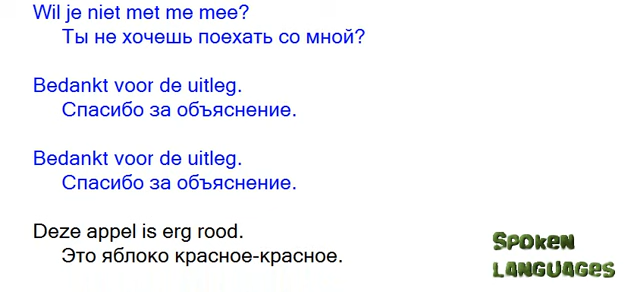 Wil je niet met me mee?
Ты не хочешь поехать со мной?
Bedankt voor de uitleg.
Спасибо за объяснение.
Bedankt voor de uitleg.
Спасибо за объяснение.
Deze appel is erg rood.
Это яблоко красное-красное.
Spoken
Languages